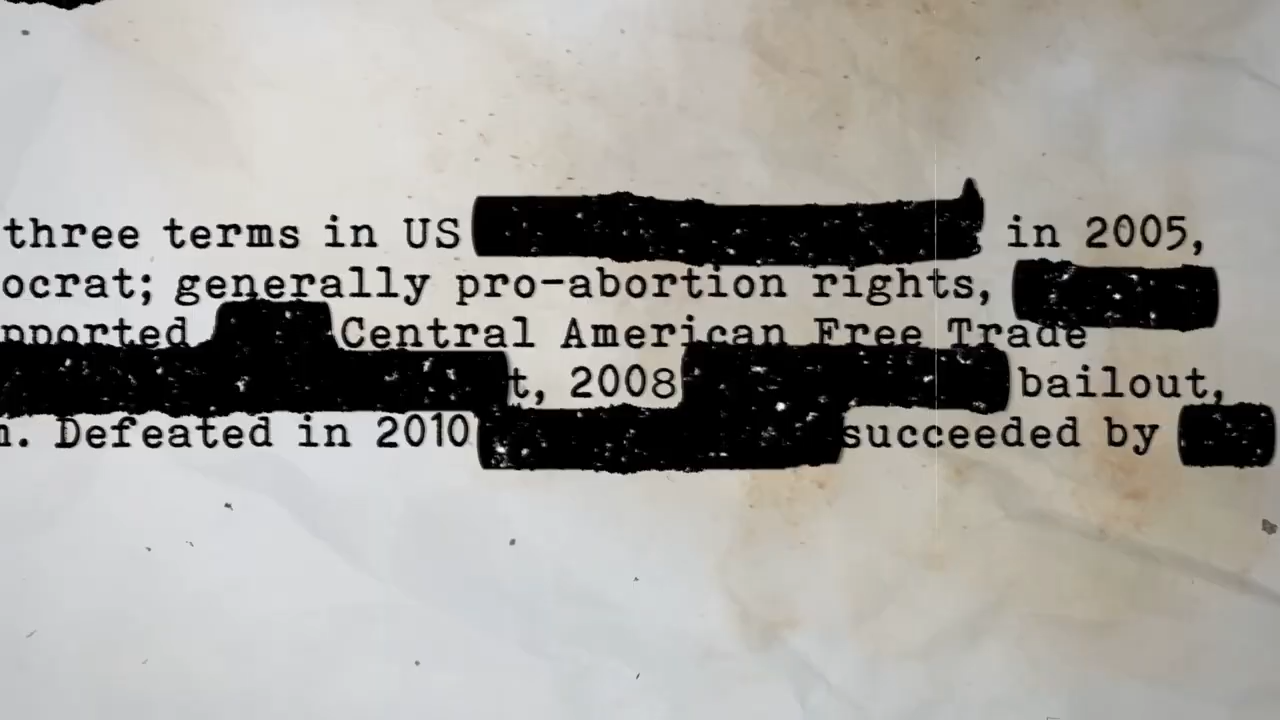 three terms in US in 2005,
ocrat; generally pro-abortion rights,
pported Central American Free Trade
t, 2008 bailout,
. Defeated in 2010 succeeded by